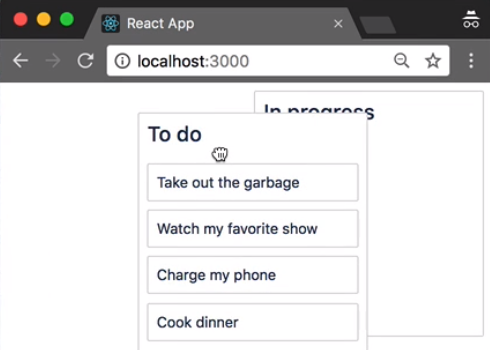 React App
localhost:3000
In progress
To do
Take out the garbage
Watch my favorite show
Charge my phone
Cook dinner